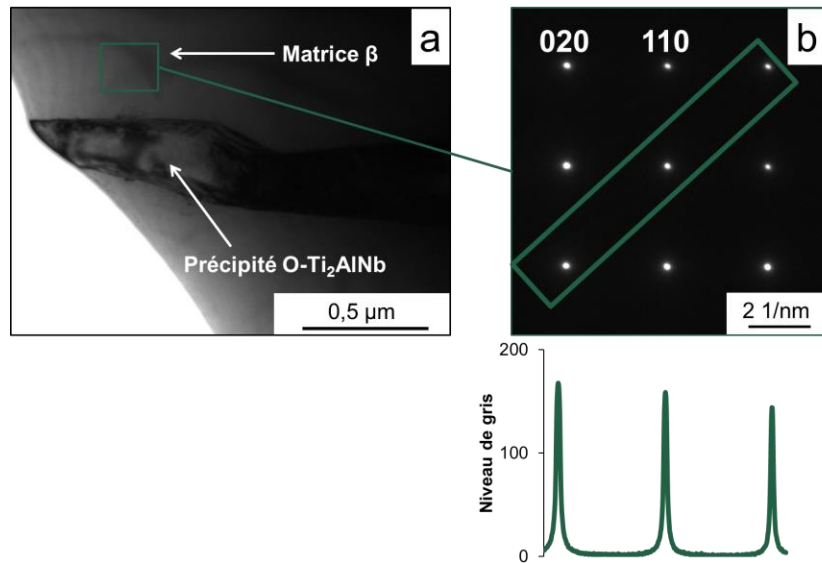 a
Matrice β
Précipité O-Ti₂AlNb
0,5 µm
b
020 110
2 1/nm
Niveau de gris
200
100
0